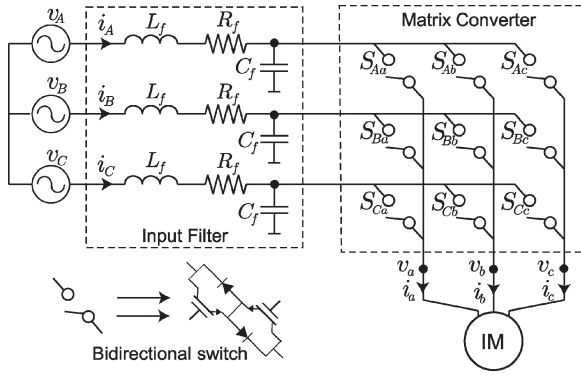 v_A i_A L_f R_f Matrix Converter
C_f S_Aa S_Ab S_Ac
v_B i_B L_f R_f
C_f S_Ba S_Bb S_Bc
v_C i_C L_f R_f
C_f S_Ca S_Cb S_Cc
Input Filter
v_a v_b v_c
i_a i_b i_c
IM
Bidirectional switch